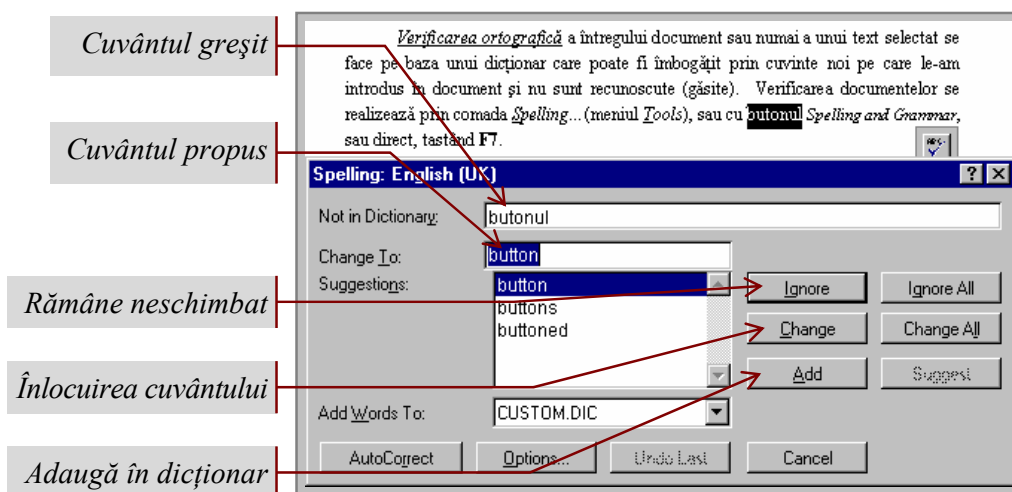 Verificarea ortografică a întregului document sau numai a unui text selectat se
face pe baza unui dicţionar care poate fi îmbogăţit prin cuvinte noi pe care le-am
introdus în document şi nu sunt recunoscute (găsite). Verificarea documentelor se
realizează prin comada Spelling... (meniul Tools), sau cu butonul Spelling and Grammar,
sau direct, tastând F7.
Cuvântul greşit
Cuvântul propus
Rămâne neschimbat
Înlocuirea cuvântului
Adaugă în dicţionar
ABC
Spelling: English (UK)
Not in Dictionary:
butonul
Change To:
button
Suggestions:
button
buttons
buttoned
Ignore
Ignore All
Change
Change All
Add
Suggest
Add Words To:
CUSTOM.DIC
AutoCorrect
Options...
Undo Last
Cancel